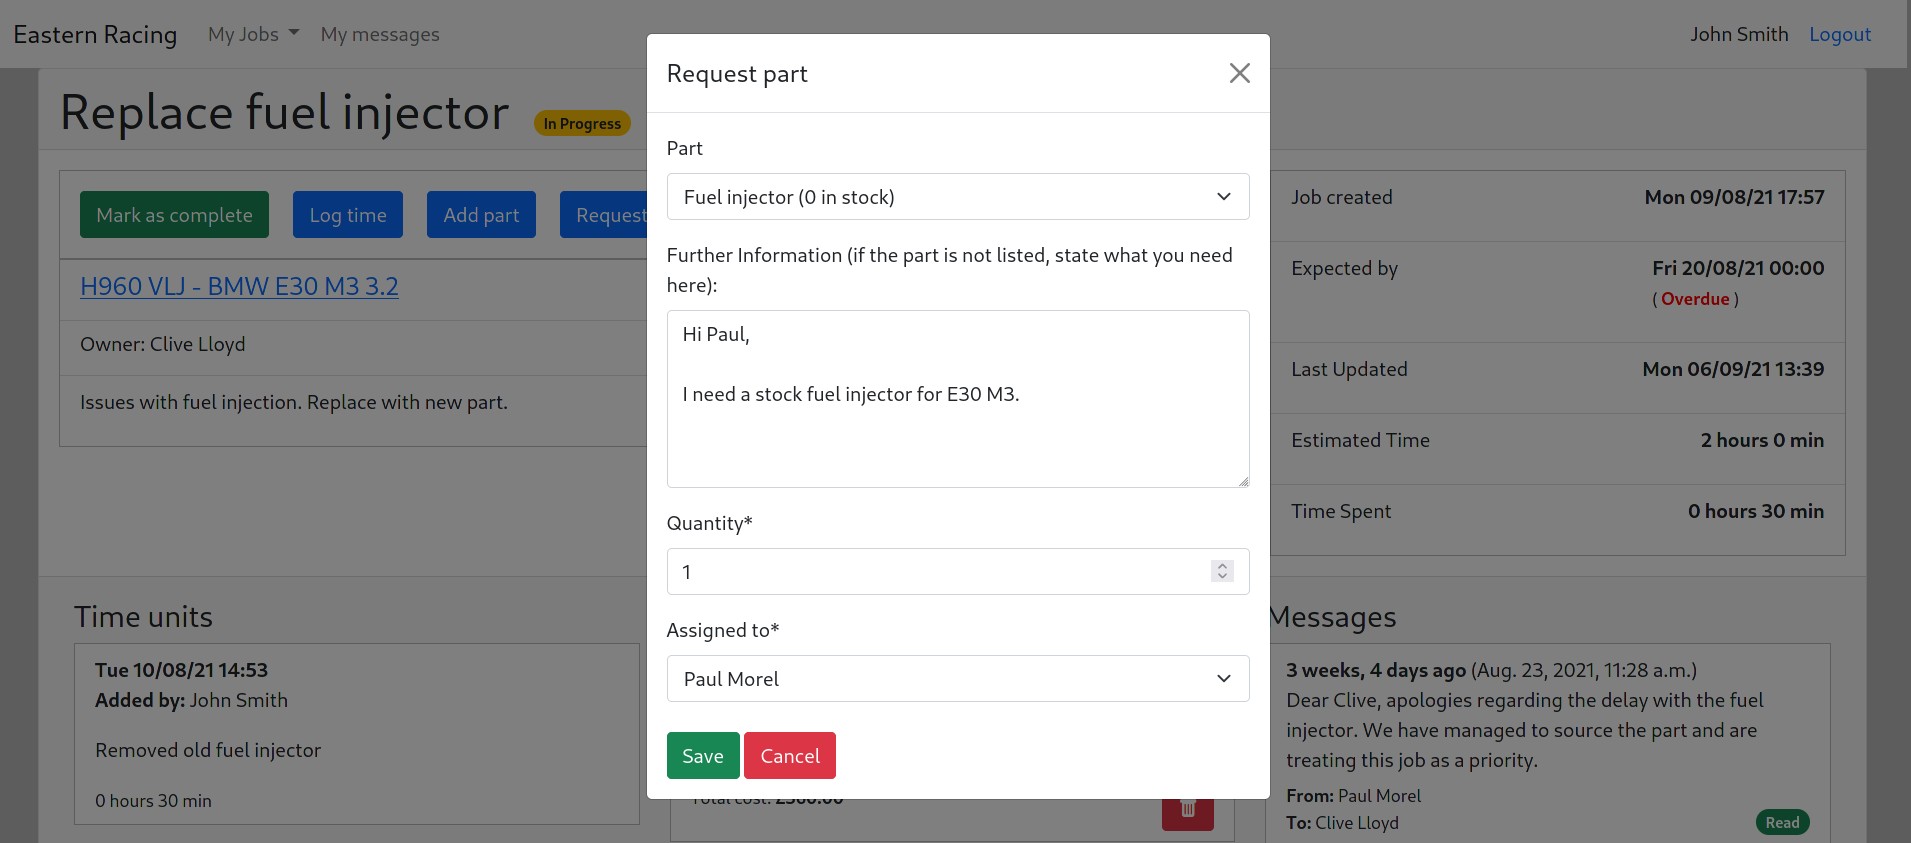 Eastern Racing My Jobs My messages John Smith Logout
Replace fuel injector In Progress
Mark as complete Log time Add part Request
H960 VLJ - BMW E30 M3 3.2
Owner: Clive Lloyd
Issues with fuel injection. Replace with new part.
Request part
Part
Fuel injector (0 in stock)
Further Information (if the part is not listed, state what you need
here):
Hi Paul,
I need a stock fuel injector for E30 M3.
Quantity*
1
Assigned to*
Paul Morel
Save Cancel
Job created Mon 09/08/21 17:57
Expected by Fri 20/08/21 00:00
( Overdue )
Last Updated Mon 06/09/21 13:39
Estimated Time 2 hours 0 min
Time Spent 0 hours 30 min
Time units
Tue 10/08/21 14:53
Added by: John Smith
Removed old fuel injector
0 hours 30 min
Total cost:
Messages
3 weeks, 4 days ago (Aug. 23, 2021, 11:28 a.m.)
Dear Clive, apologies regarding the delay with the fuel
injector. We have managed to source the part and are
treating this job as a priority.
From: Paul Morel
To: Clive Lloyd Read